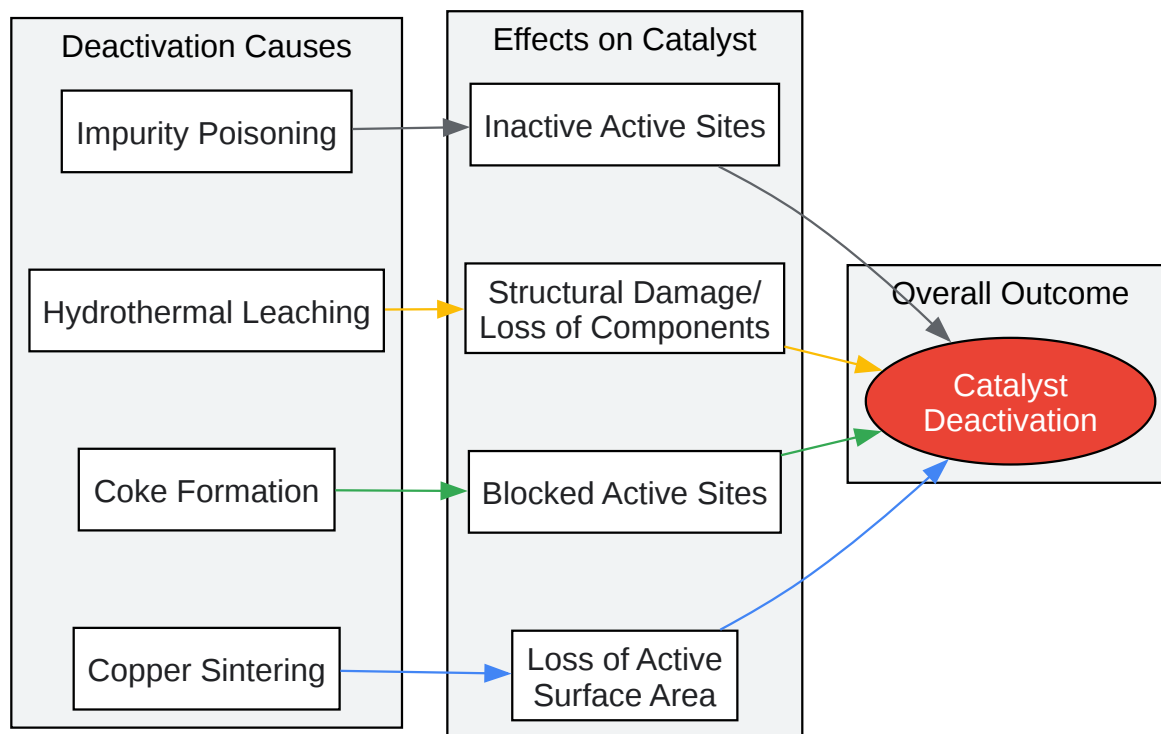 Deactivation Causes
Impurity Poisoning
Hydrothermal Leaching
Coke Formation
Copper Sintering
Effects on Catalyst
Inactive Active Sites
Structural Damage/
Loss of Components
Blocked Active Sites
Loss of Active
Surface Area
Overall Outcome
Catalyst
Deactivation